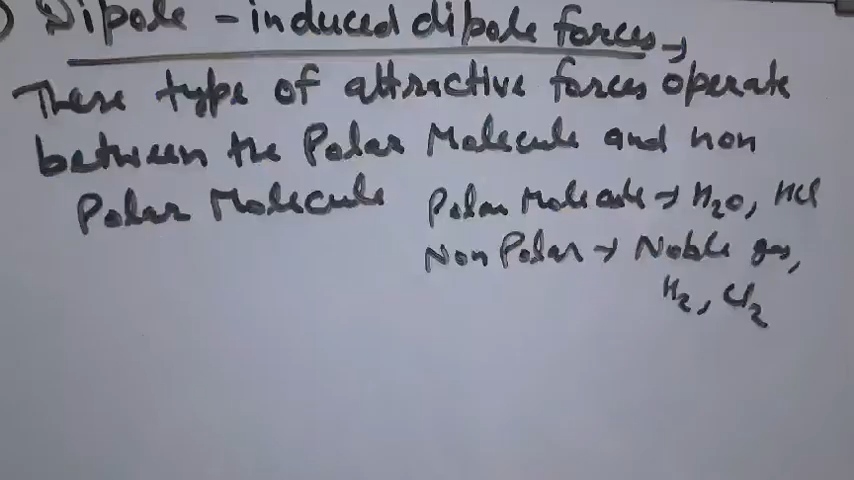 ) Dipole - induced dipole forces →
These type of attractive forces operate
between the Polar Molecule and non
Polar Molecule
Polar Molecule → H₂O, HCl
Non Polar → Noble gas,
H₂, Cl₂